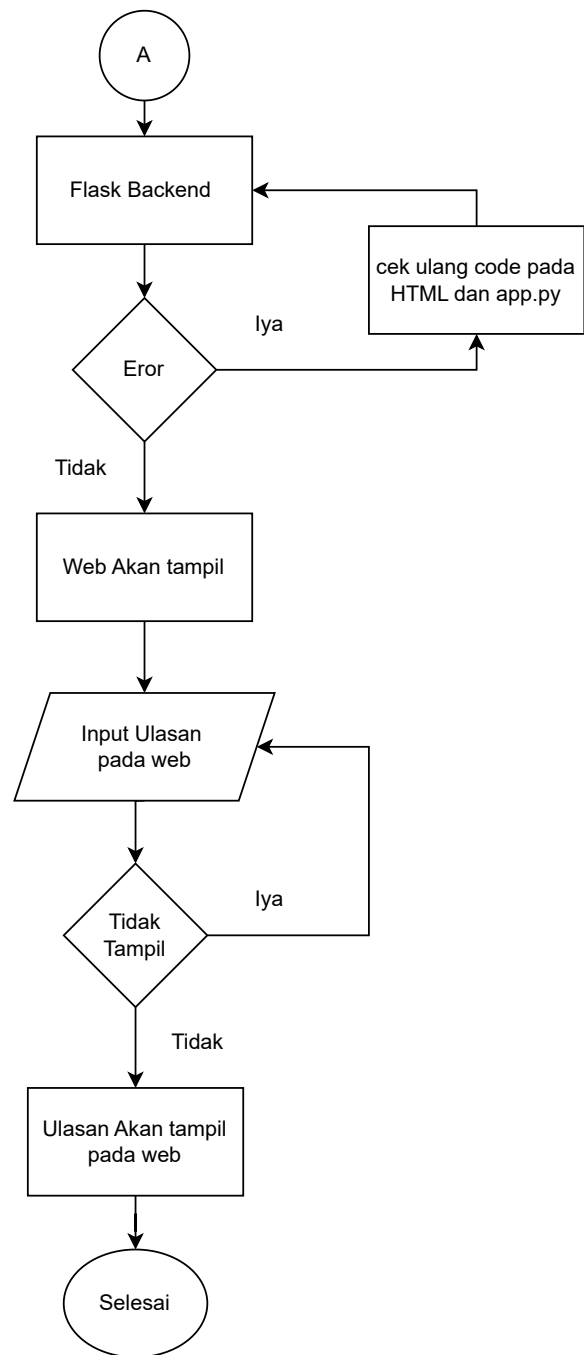 A
Flask Backend
cek ulang code pada
HTML dan app.py
Iya
Eror
Tidak
Web Akan tampil
Input Ulasan
pada web
Iya
Tidak
Tampil
Tidak
Ulasan Akan tampil
pada web
Selesai